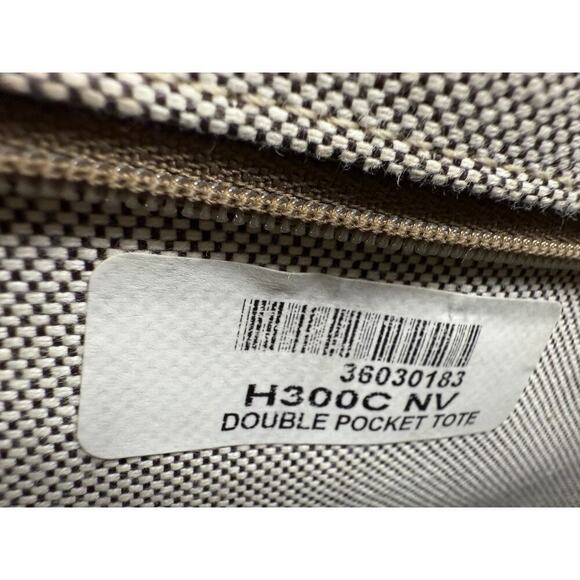 36030183
H300C NV
DOUBLE POCKET TOTE